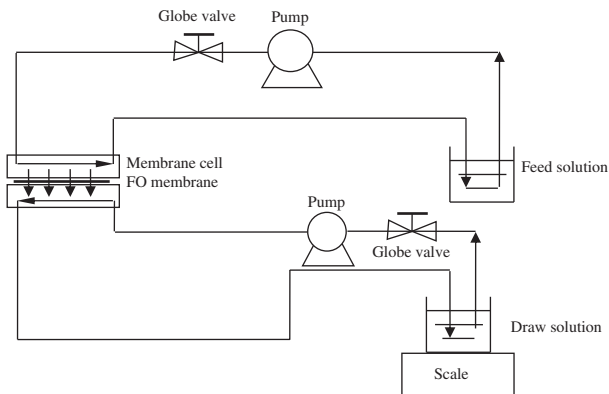 Globe valve
Pump
Membrane cell
FO membrane
Feed solution
Pump
Globe valve
Draw solution
Scale